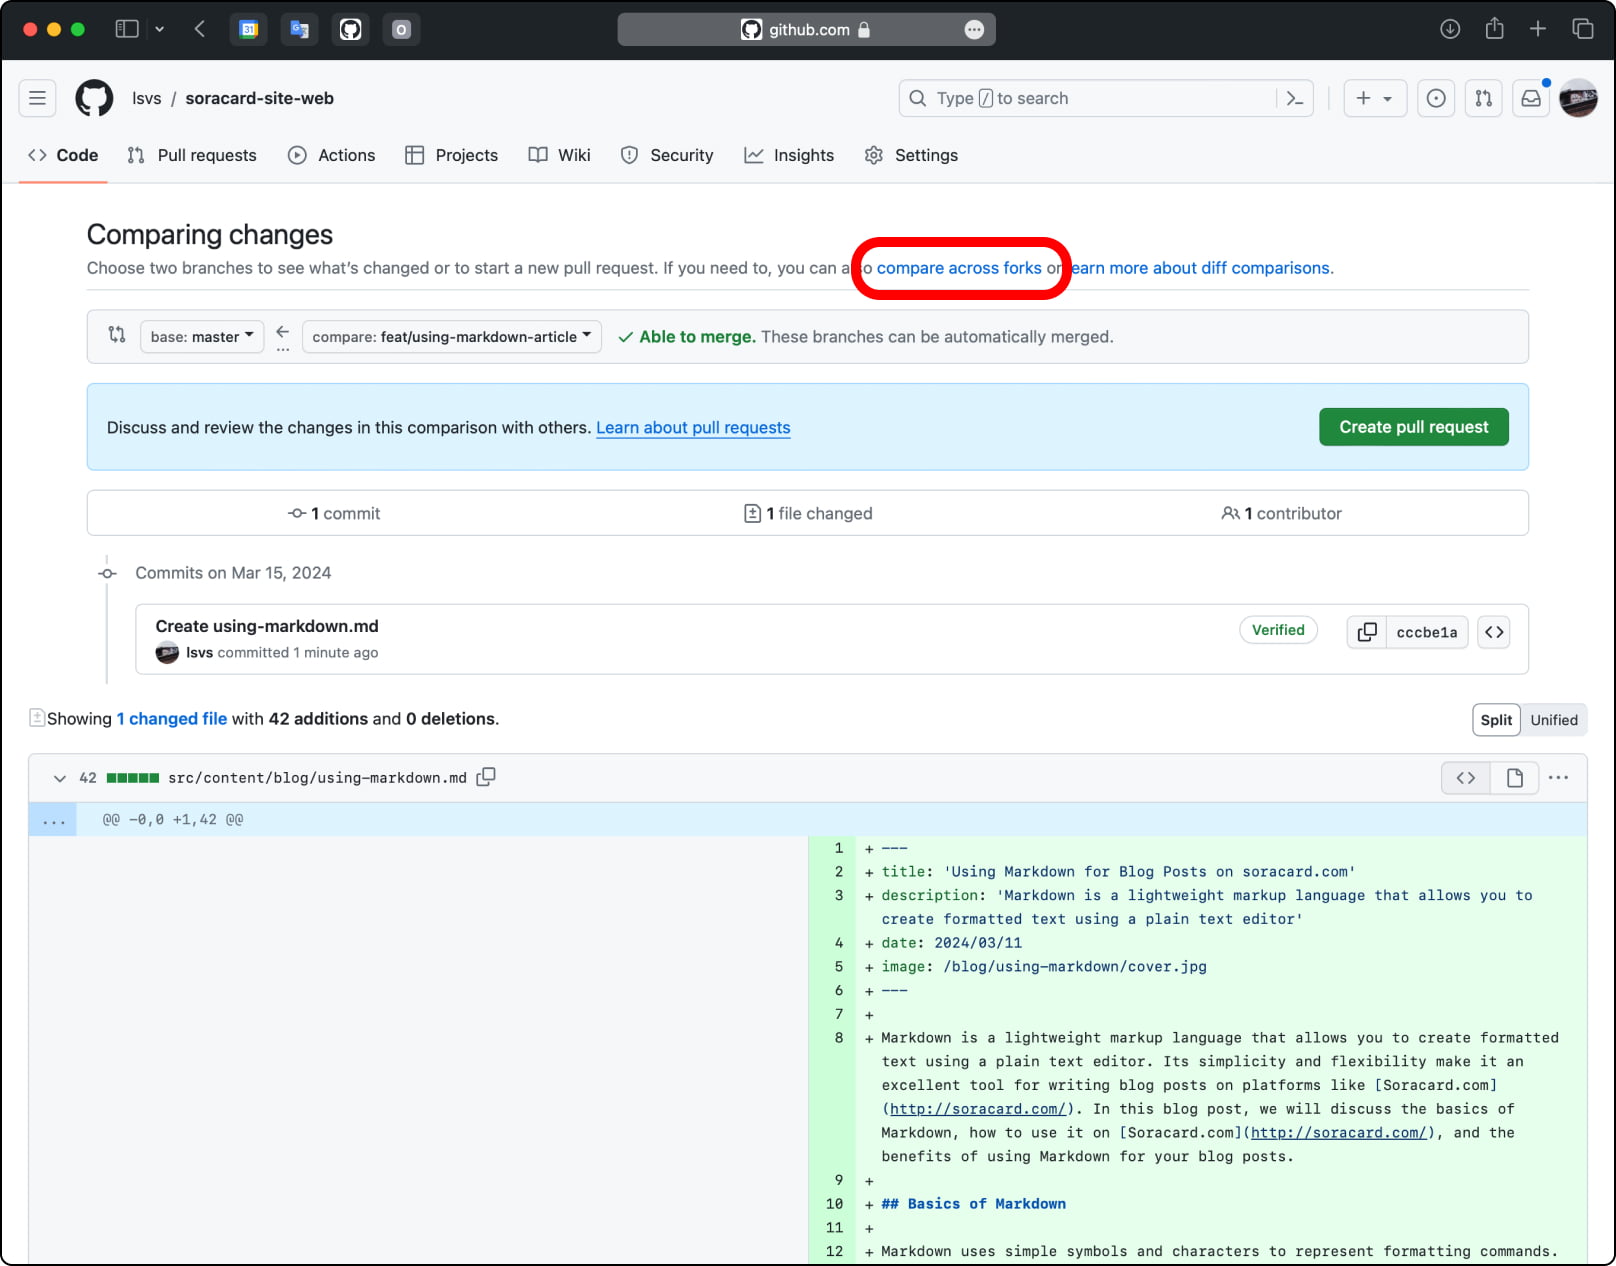 31 G O github.com
lsvs / soracard-site-web
Type / to search
Code Pull requests Actions Projects Wiki Security Insights Settings
Comparing changes
Choose two branches to see what's changed or to start a new pull request. If you need to, you can also compare across forks or learn more about diff comparisons.
base: master ← ... compare: feat/using-markdown-article ✓ Able to merge. These branches can be automatically merged.
Discuss and review the changes in this comparison with others. Learn about pull requests
Create pull request
1 commit
1 file changed
1 contributor
Commits on Mar 15, 2024
Create using-markdown.md
lsvs committed 1 minute ago
Verified
cccbe1a
Showing 1 changed file with 42 additions and 0 deletions.
Split Unified
42 src/content/blog/using-markdown.md
... @@ -0,0 +1,42 @@
1 + ---
2 + title: 'Using Markdown for Blog Posts on soracard.com'
3 + description: 'Markdown is a lightweight markup language that allows you to
create formatted text using a plain text editor'
4 + date: 2024/03/11
5 + image: /blog/using-markdown/cover.jpg
6 + ---
7 +
8 + Markdown is a lightweight markup language that allows you to create formatted
text using a plain text editor. Its simplicity and flexibility make it an
excellent tool for writing blog posts on platforms like [Soracard.com]
(http://soracard.com/). In this blog post, we will discuss the basics of
Markdown, how to use it on [Soracard.com](http://soracard.com/), and the
benefits of using Markdown for your blog posts.
9 +
10 + ## Basics of Markdown
11 +
12 + Markdown uses simple symbols and characters to represent formatting commands.